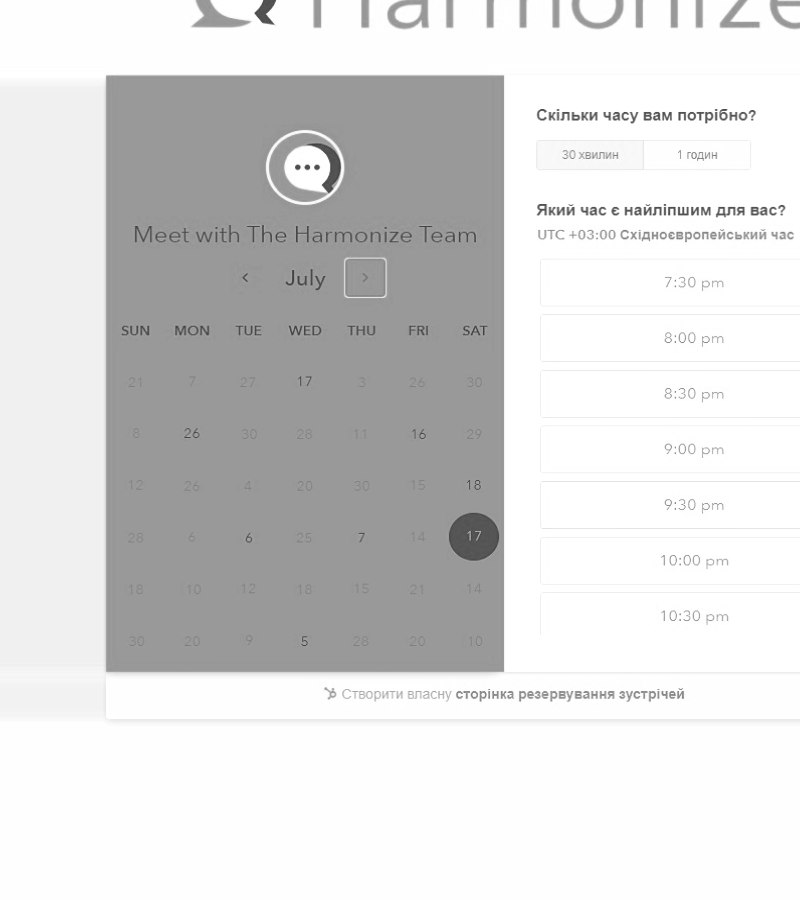 Harmonize
Meet with The Harmonize Team
July
SUN MON TUE WED THU FRI SAT
21 7 27 17 3 26 30
8 26 30 28 11 16 29
12 26 4 20 30 15 18
28 6 6 25 7 14 17
18 10 12 18 15 21 14
30 20 9 5 28 20 10
Скільки часу вам потрібно?
30 хвилин 1 годин
Який час є найліпшим для вас?
UTC +03:00 Східноєвропейський час
7:30 pm
8:00 pm
8:30 pm
9:00 pm
9:30 pm
10:00 pm
10:30 pm
Створити власну сторінка резервування зустрічей